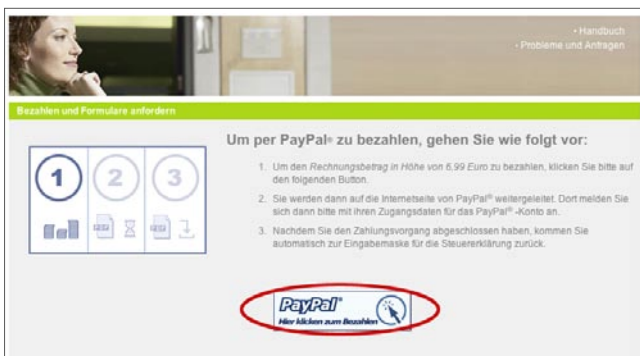 • Handbuch
• Probleme und Anfragen
Bezahlen und Formulare anfordern
Um per PayPal® zu bezahlen, gehen Sie wie folgt vor:
1. Um den Rechnungsbetrag in Höhe von 6,99 Euro zu bezahlen, klicken Sie bitte auf
den folgenden Button.
2. Sie werden dann auf die Internetseite von PayPal® weitergeleitet. Dort melden Sie
sich dann bitte mit ihren Zugangsdaten für das PayPal® -Konto an.
3. Nachdem Sie den Zahlungsvorgang abgeschlossen haben, kommen Sie
automatisch zur Eingabemaske für die Steuererklärung zurück.
1 2 3
PayPal®
Hier klicken zum Bezahlen